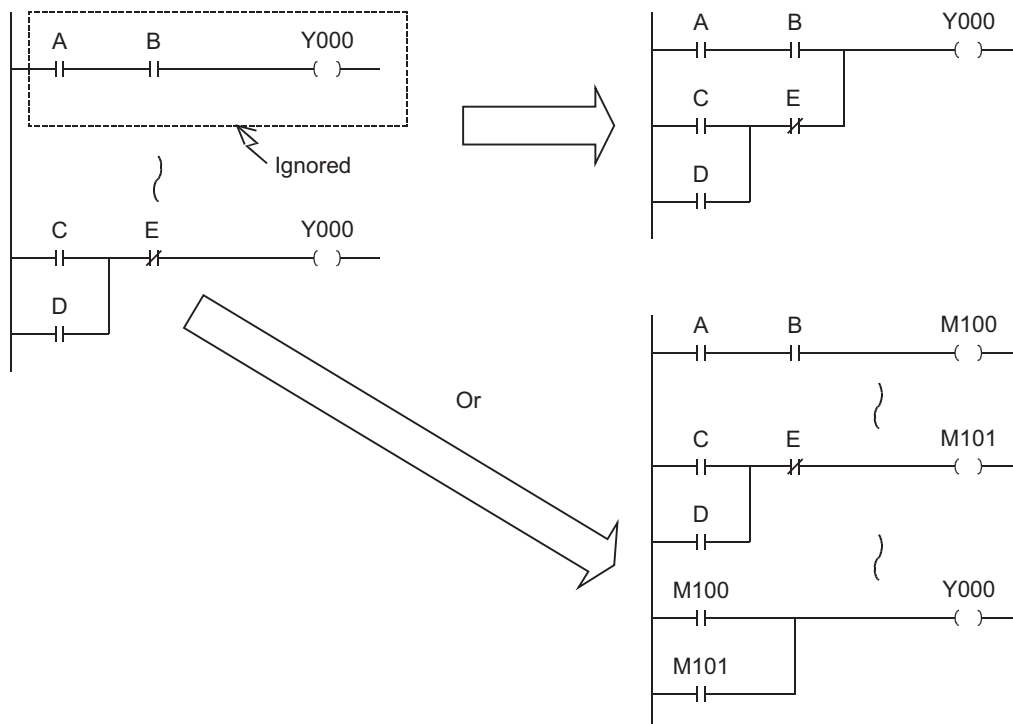 A B Y000
Ignored
C E Y000
D
A B Y000
C E
D
Or
A B M100
C E M101
D
M100 Y000
M101